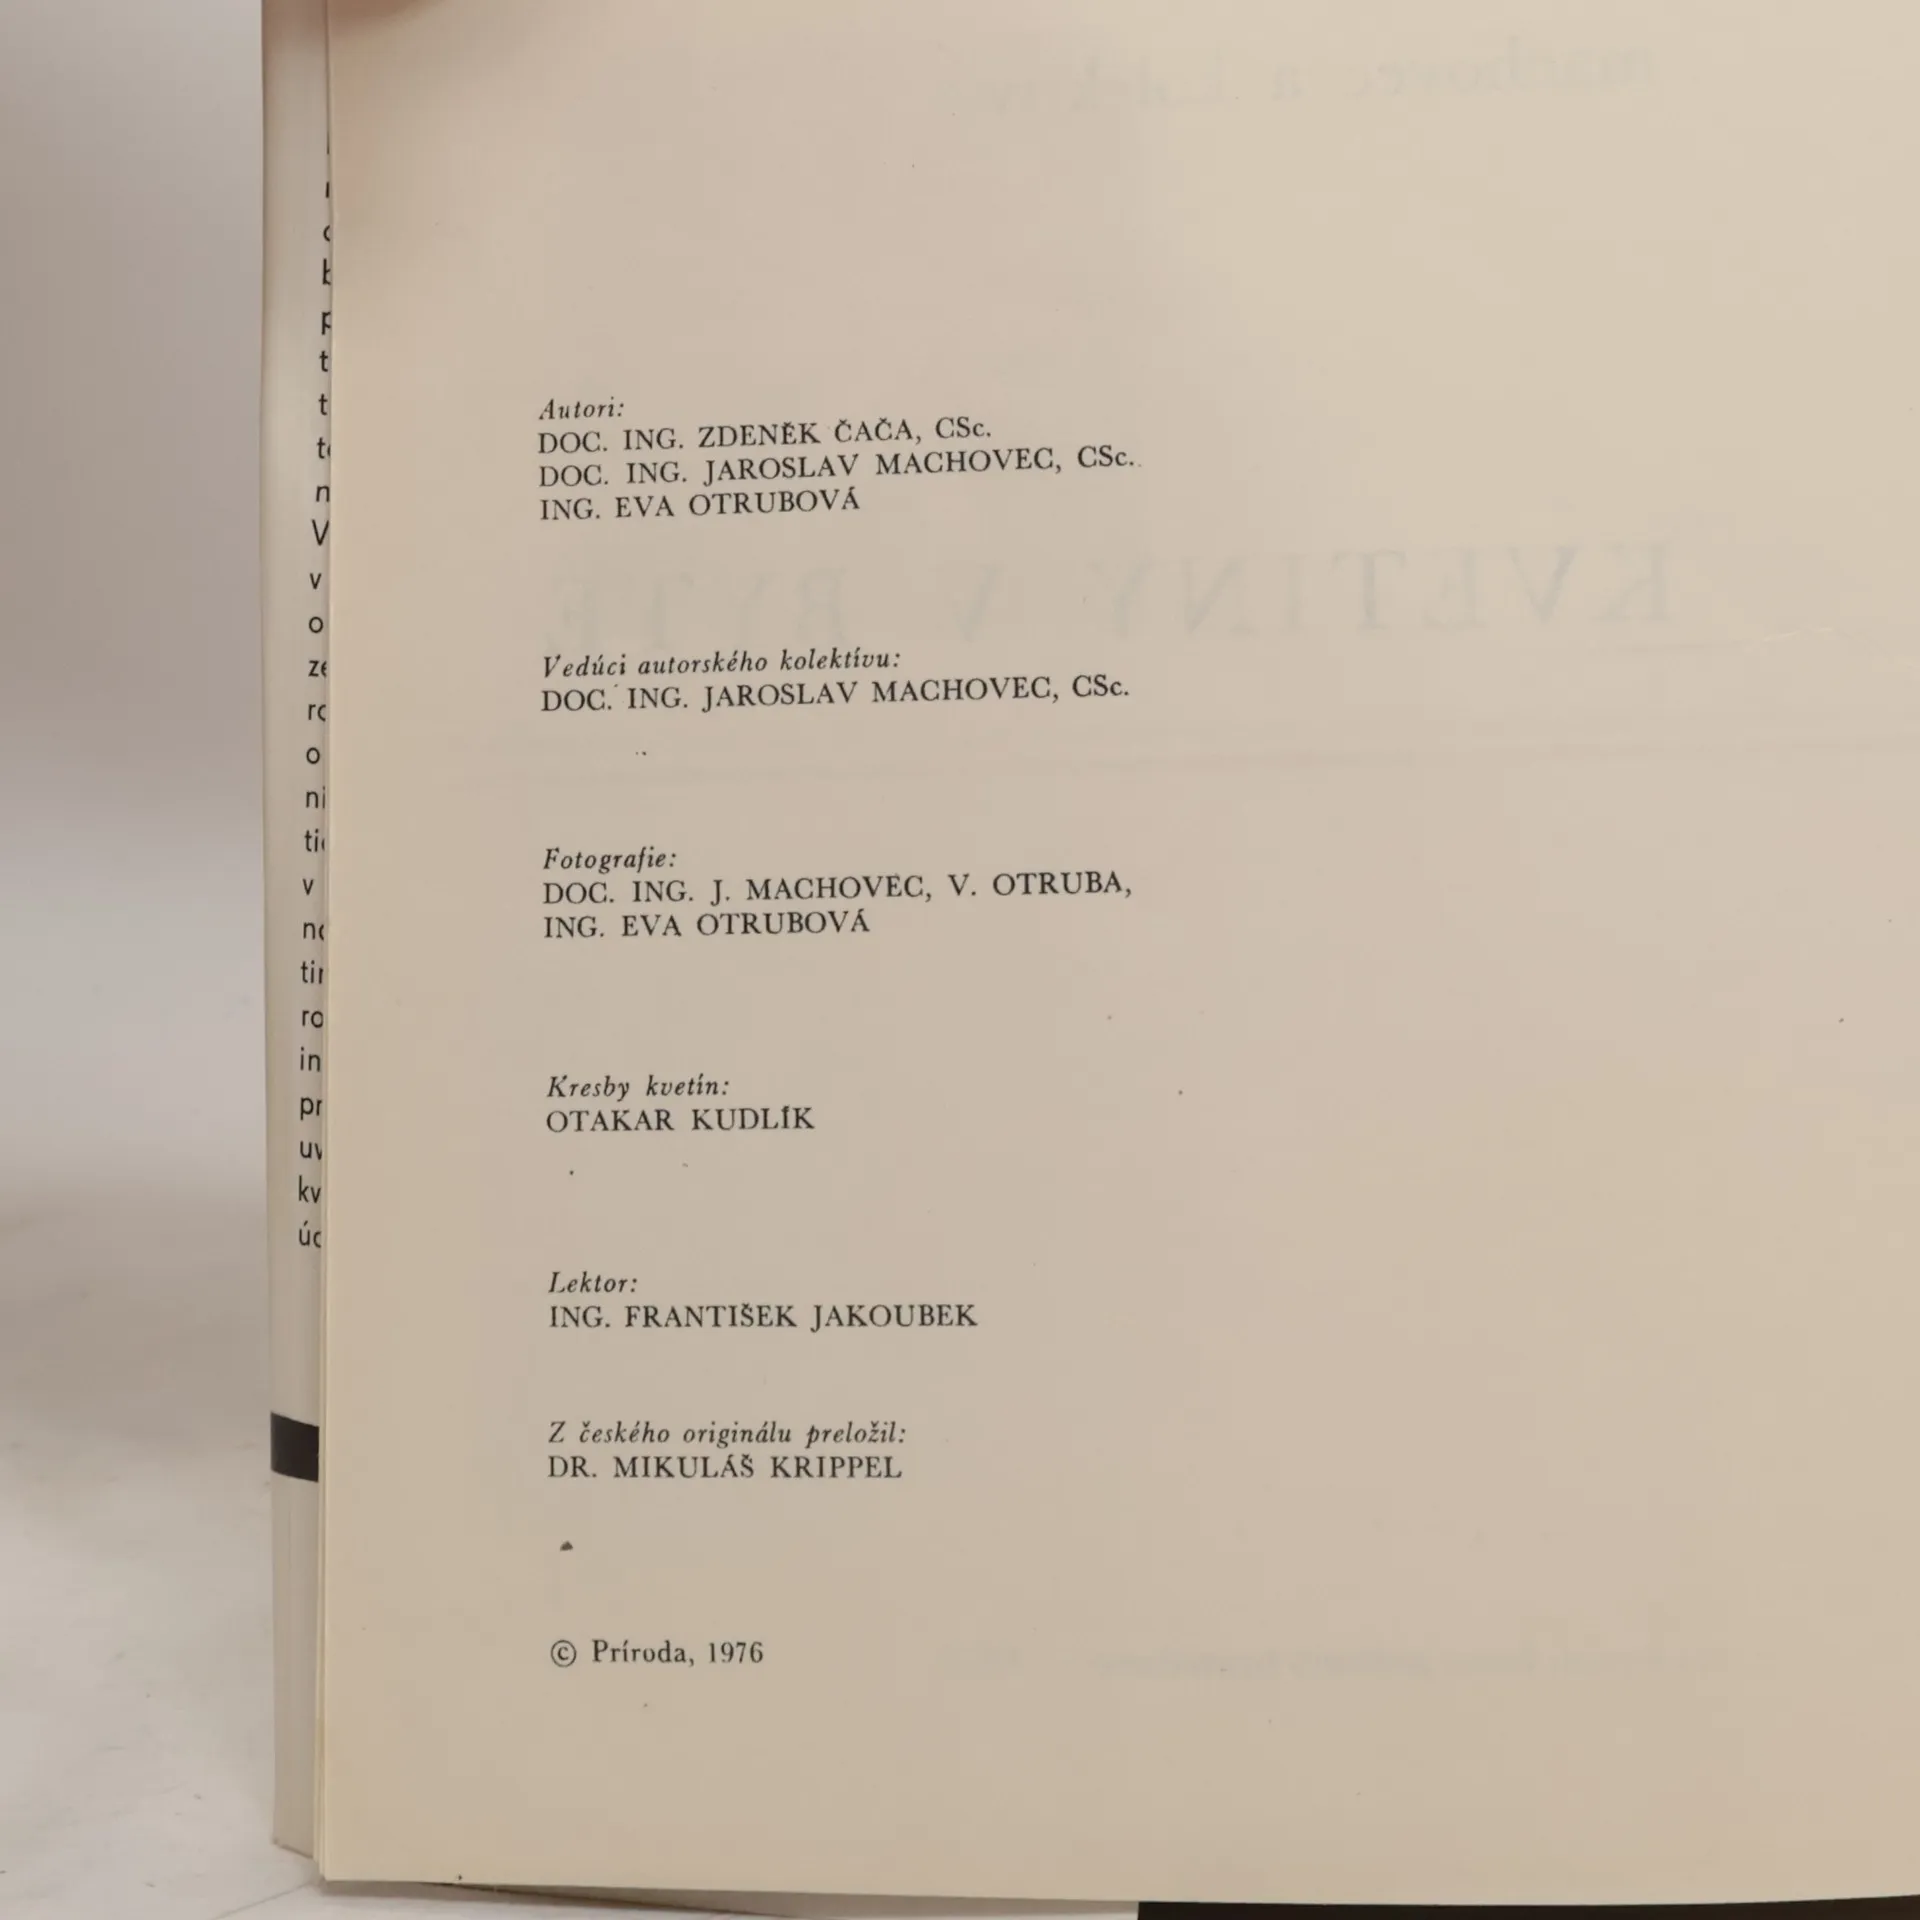 Autori:
DOC. ING. ZDENĚK ČAČA, CSc.
DOC. ING. JAROSLAV MACHOVEC, CSc.
ING. EVA OTRUBOVÁ
KVETINY V BYTE
Vedúci autorského kolektívu:
DOC. ING. JAROSLAV MACHOVEC, CSc.
Fotografie:
DOC. ING. J. MACHOVEC, V. OTRUBA,
ING. EVA OTRUBOVÁ
Kresby kvetín:
OTAKAR KUDLÍK
Lektor:
ING. FRANTIŠEK JAKOUBEK
Z českého originálu preložil:
DR. MIKULÁŠ KRIPPEL
© Príroda, 1976